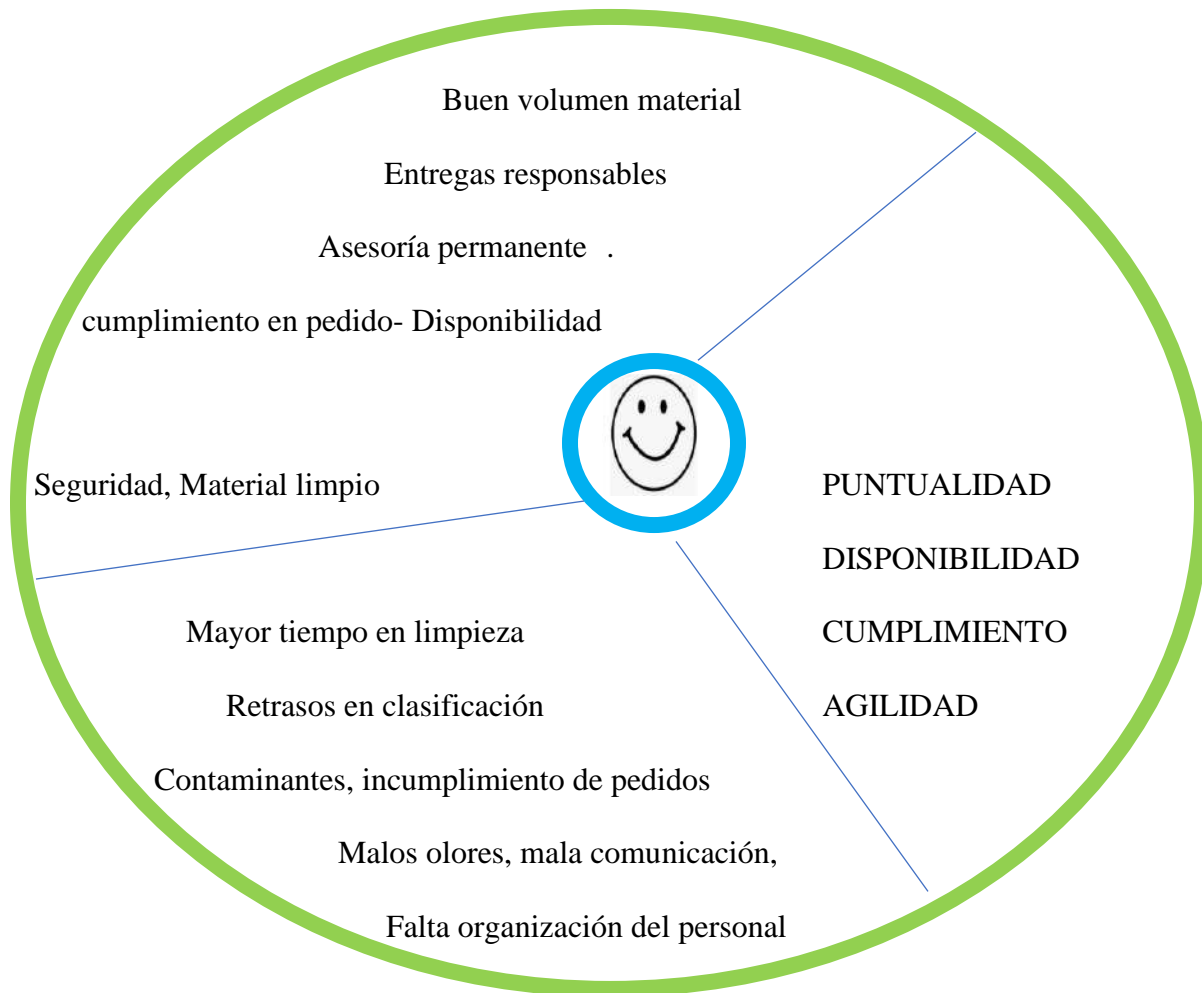 Buen volumen material
Entregas responsables
Asesoría permanente .
cumplimiento en pedido- Disponibilidad
Seguridad, Material limpio
PUNTUALIDAD
DISPONIBILIDAD
CUMPLIMIENTO
AGILIDAD
Mayor tiempo en limpieza
Retrasos en clasificación
Contaminantes, incumplimiento de pedidos
Malos olores, mala comunicación,
Falta organización del personal